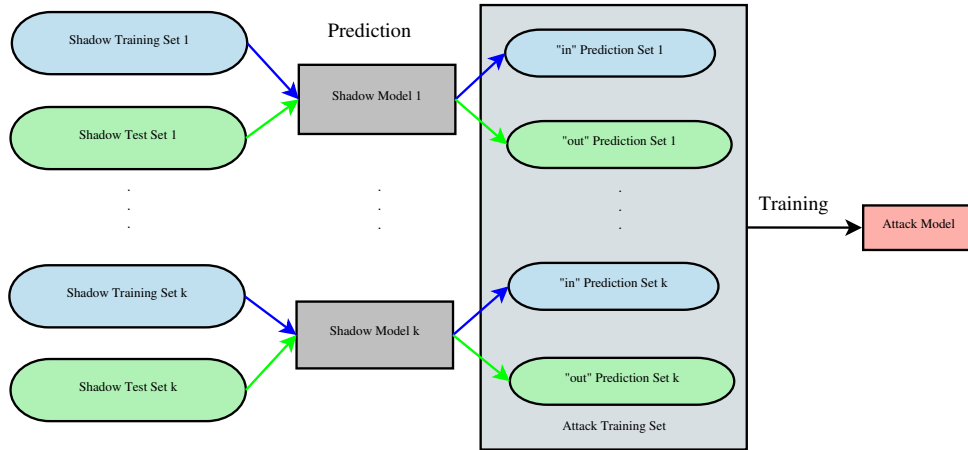 Shadow Training Set 1
Prediction
"in" Prediction Set 1
Shadow Model 1
Shadow Test Set 1
"out" Prediction Set 1
. . . .
. . . .
. . . .
Training
Attack Model
Shadow Training Set k
"in" Prediction Set k
Shadow Model k
Shadow Test Set k
"out" Prediction Set k
Attack Training Set